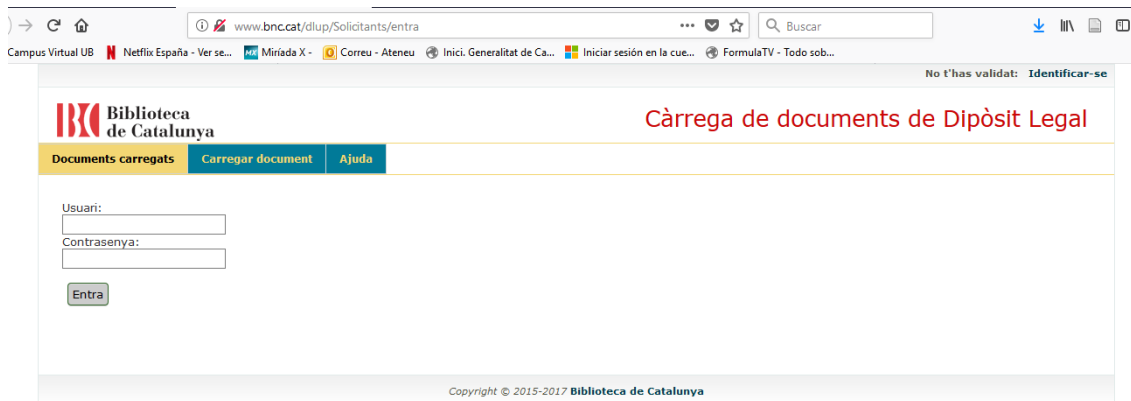 www.bnc.cat/dlup/Solicitants/entra
Buscar
Campus Virtual UB Netflix España - Ver se... MX Miríada X - Correu - Ateneu Inici. Generalitat de Ca... Iniciar sesión en la cue... FormulaTV - Todo sob...
No t'has validat: Identificar-se
Biblioteca
de Catalunya
Càrrega de documents de Dipòsit Legal
Documents carregats Carregar document Ajuda
Usuari:
Contrasenya:
Entra
Copyright © 2015-2017 Biblioteca de Catalunya